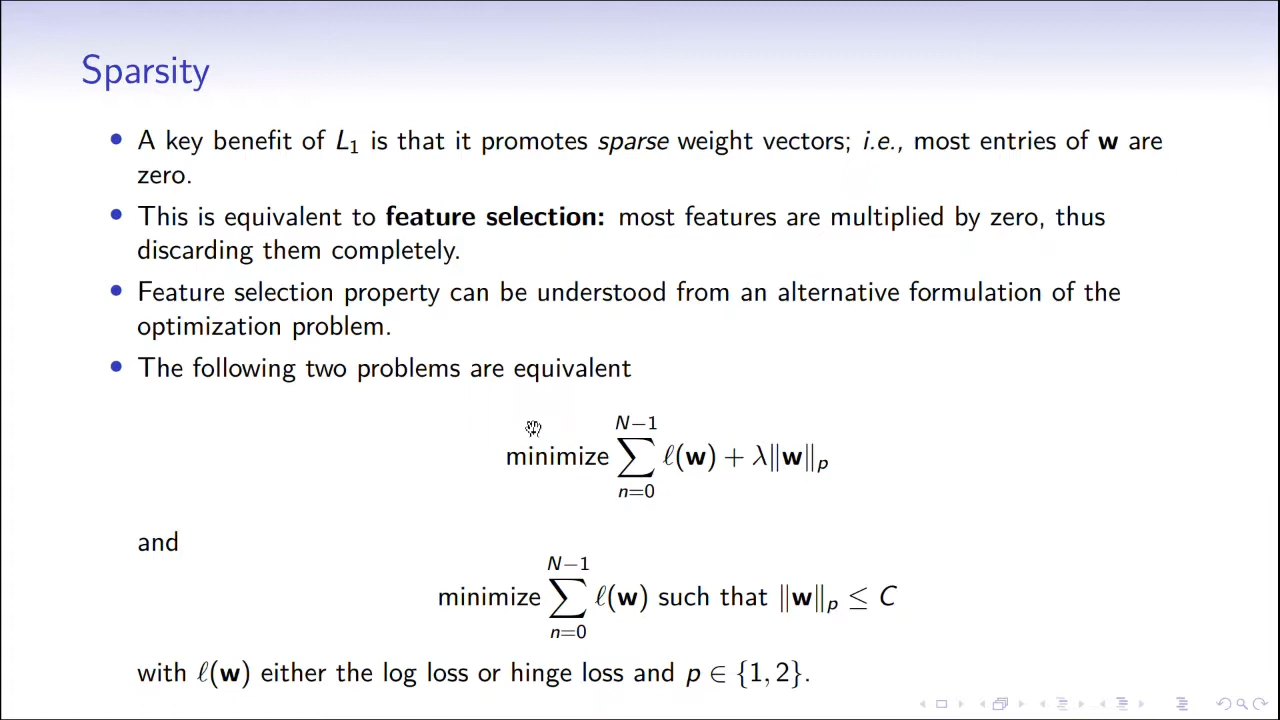 Sparsity
• A key benefit of L₁ is that it promotes sparse weight vectors; i.e., most entries of w are
zero.
• This is equivalent to feature selection: most features are multiplied by zero, thus
discarding them completely.
• Feature selection property can be understood from an alternative formulation of the
optimization problem.
• The following two problems are equivalent
minimize ∑_{n=0}^{N−1} ℓ(w) + λ‖w‖_p
and
minimize ∑_{n=0}^{N−1} ℓ(w) such that ‖w‖_p ≤ C
with ℓ(w) either the log loss or hinge loss and p ∈ {1, 2}.